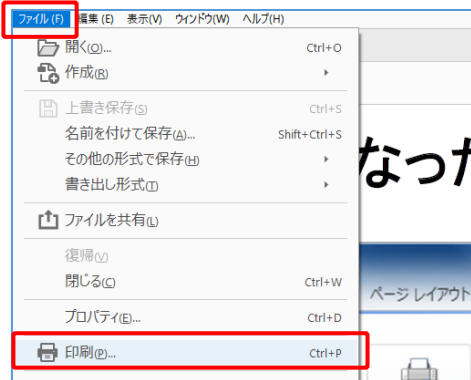 ファイル(F) 編集(E) 表示(V) ウィンドウ(W) ヘルプ(H)
開く(O)... Ctrl+O
作成(R)
上書き保存(S) Ctrl+S
名前を付けて保存(A)... Shift+Ctrl+S
その他の形式で保存(H)
書き出し形式(T)
ファイルを共有(L)
なった
復帰(V)
閉じる(C) Ctrl+W
ページ レイアウト
プロパティ(E)... Ctrl+D
印刷(P)... Ctrl+P